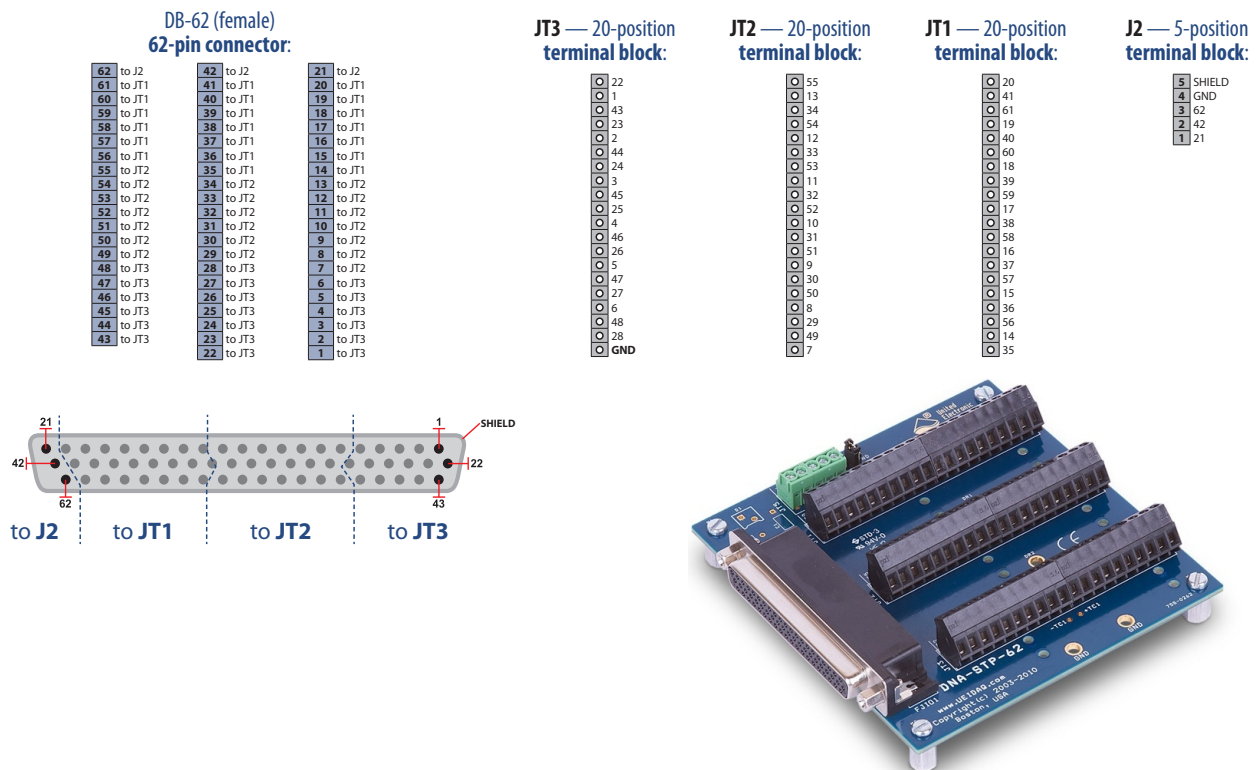 DB-62 (female)
62-pin connector:
62 to J2
61 to JT1
60 to JT1
59 to JT1
58 to JT1
57 to JT1
56 to JT1
55 to JT2
54 to JT2
53 to JT2
52 to JT2
51 to JT2
50 to JT2
49 to JT2
48 to JT3
47 to JT3
46 to JT3
45 to JT3
44 to JT3
43 to JT3
42 to J2
41 to JT1
40 to JT1
39 to JT1
38 to JT1
37 to JT1
36 to JT1
35 to JT1
34 to JT2
33 to JT2
32 to JT2
31 to JT2
30 to JT2
29 to JT2
28 to JT3
27 to JT3
26 to JT3
25 to JT3
24 to JT3
23 to JT3
22 to JT3
21 to J2
20 to JT1
19 to JT1
18 to JT1
17 to JT1
16 to JT1
15 to JT1
14 to JT1
13 to JT2
12 to JT2
11 to JT2
10 to JT2
9 to JT2
8 to JT2
7 to JT2
6 to JT3
5 to JT3
4 to JT3
3 to JT3
2 to JT3
1 to JT3
JT3 — 20-position
terminal block:
22
1
43
23
2
44
24
3
45
25
4
46
26
5
47
27
6
48
28
GND
JT2 — 20-position
terminal block:
55
13
34
54
12
33
53
11
32
52
10
31
51
9
30
50
8
29
49
7
JT1 — 20-position
terminal block:
20
41
61
19
40
60
18
39
59
17
38
58
16
37
57
15
36
56
14
35
J2 — 5-position
terminal block:
5 SHIELD
4 GND
3 62
2 42
1 21
21
1
SHIELD
42
22
62
43
to J2
to JT1
to JT2
to JT3
United
Electronic
STD-3
94V-0
CE
-TC1
+TC1
GND
GND
DNA-STP-62
FJ101
www.UEIDAQ.com
Copyright(c) 2003-2010
Boston, USA